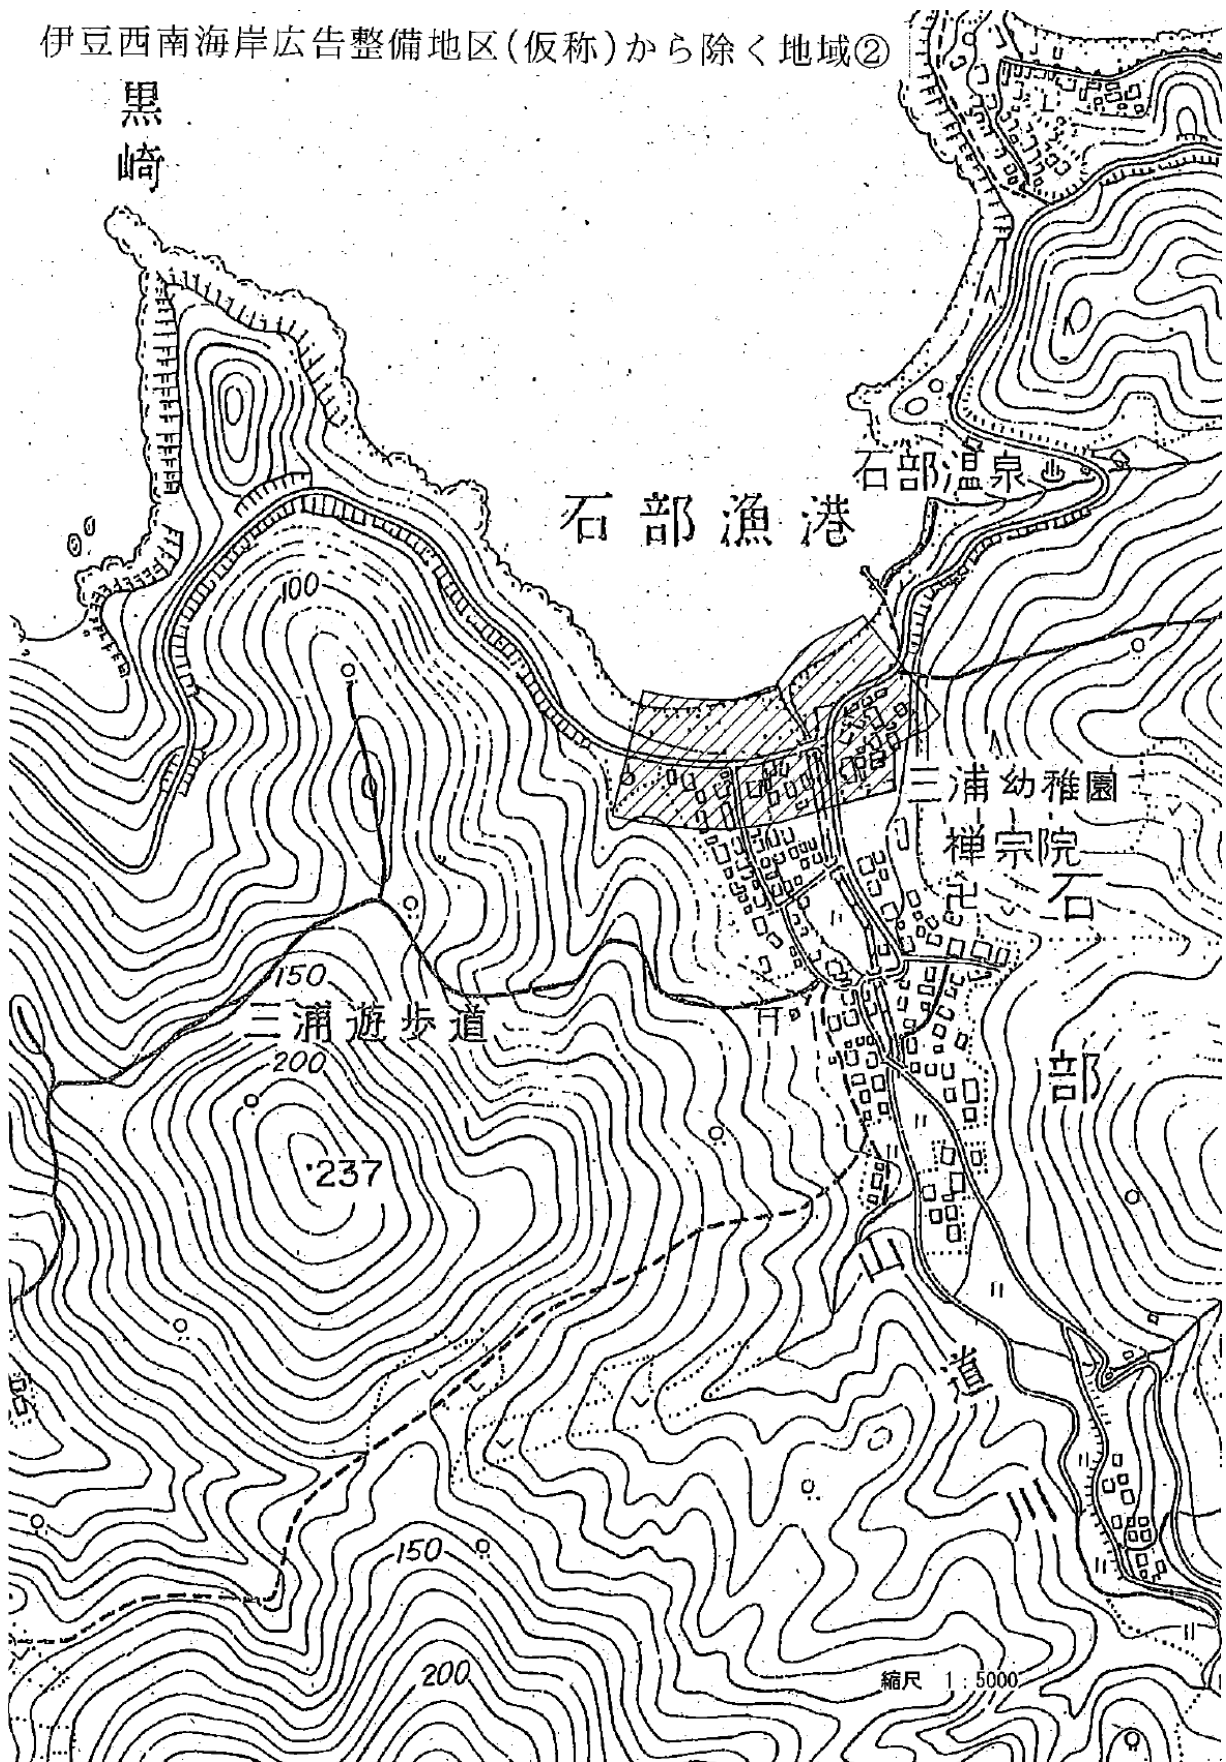 伊豆西南海岸広告整備地区(仮称)から除く地域②
黒崎
石部温泉
石部漁港
100
三浦幼稚園
禅宗院
石部
150
三浦遊歩道
200
237
山道川
150
200
縮尺 1:5000